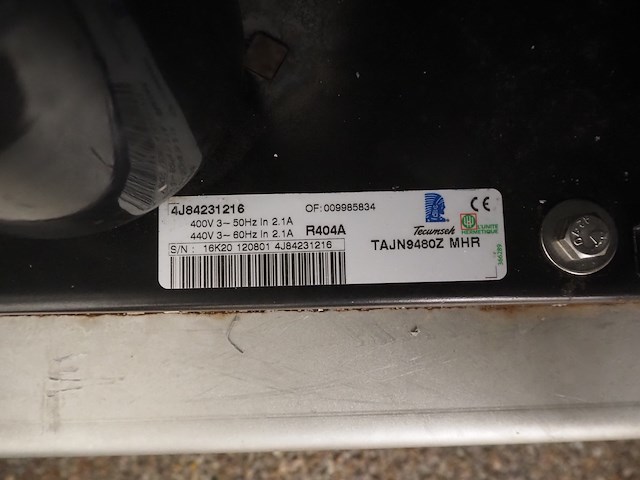 4J84231216
OF:009985834
400V 3~50Hz In 2.1A
440V 3~60Hz In 2.1A
R404A
S/N: 16K20 120801 4J84231216
Tecumseh
L'UNITE
HERMETIQUE
CE
TAJN9480Z MHR